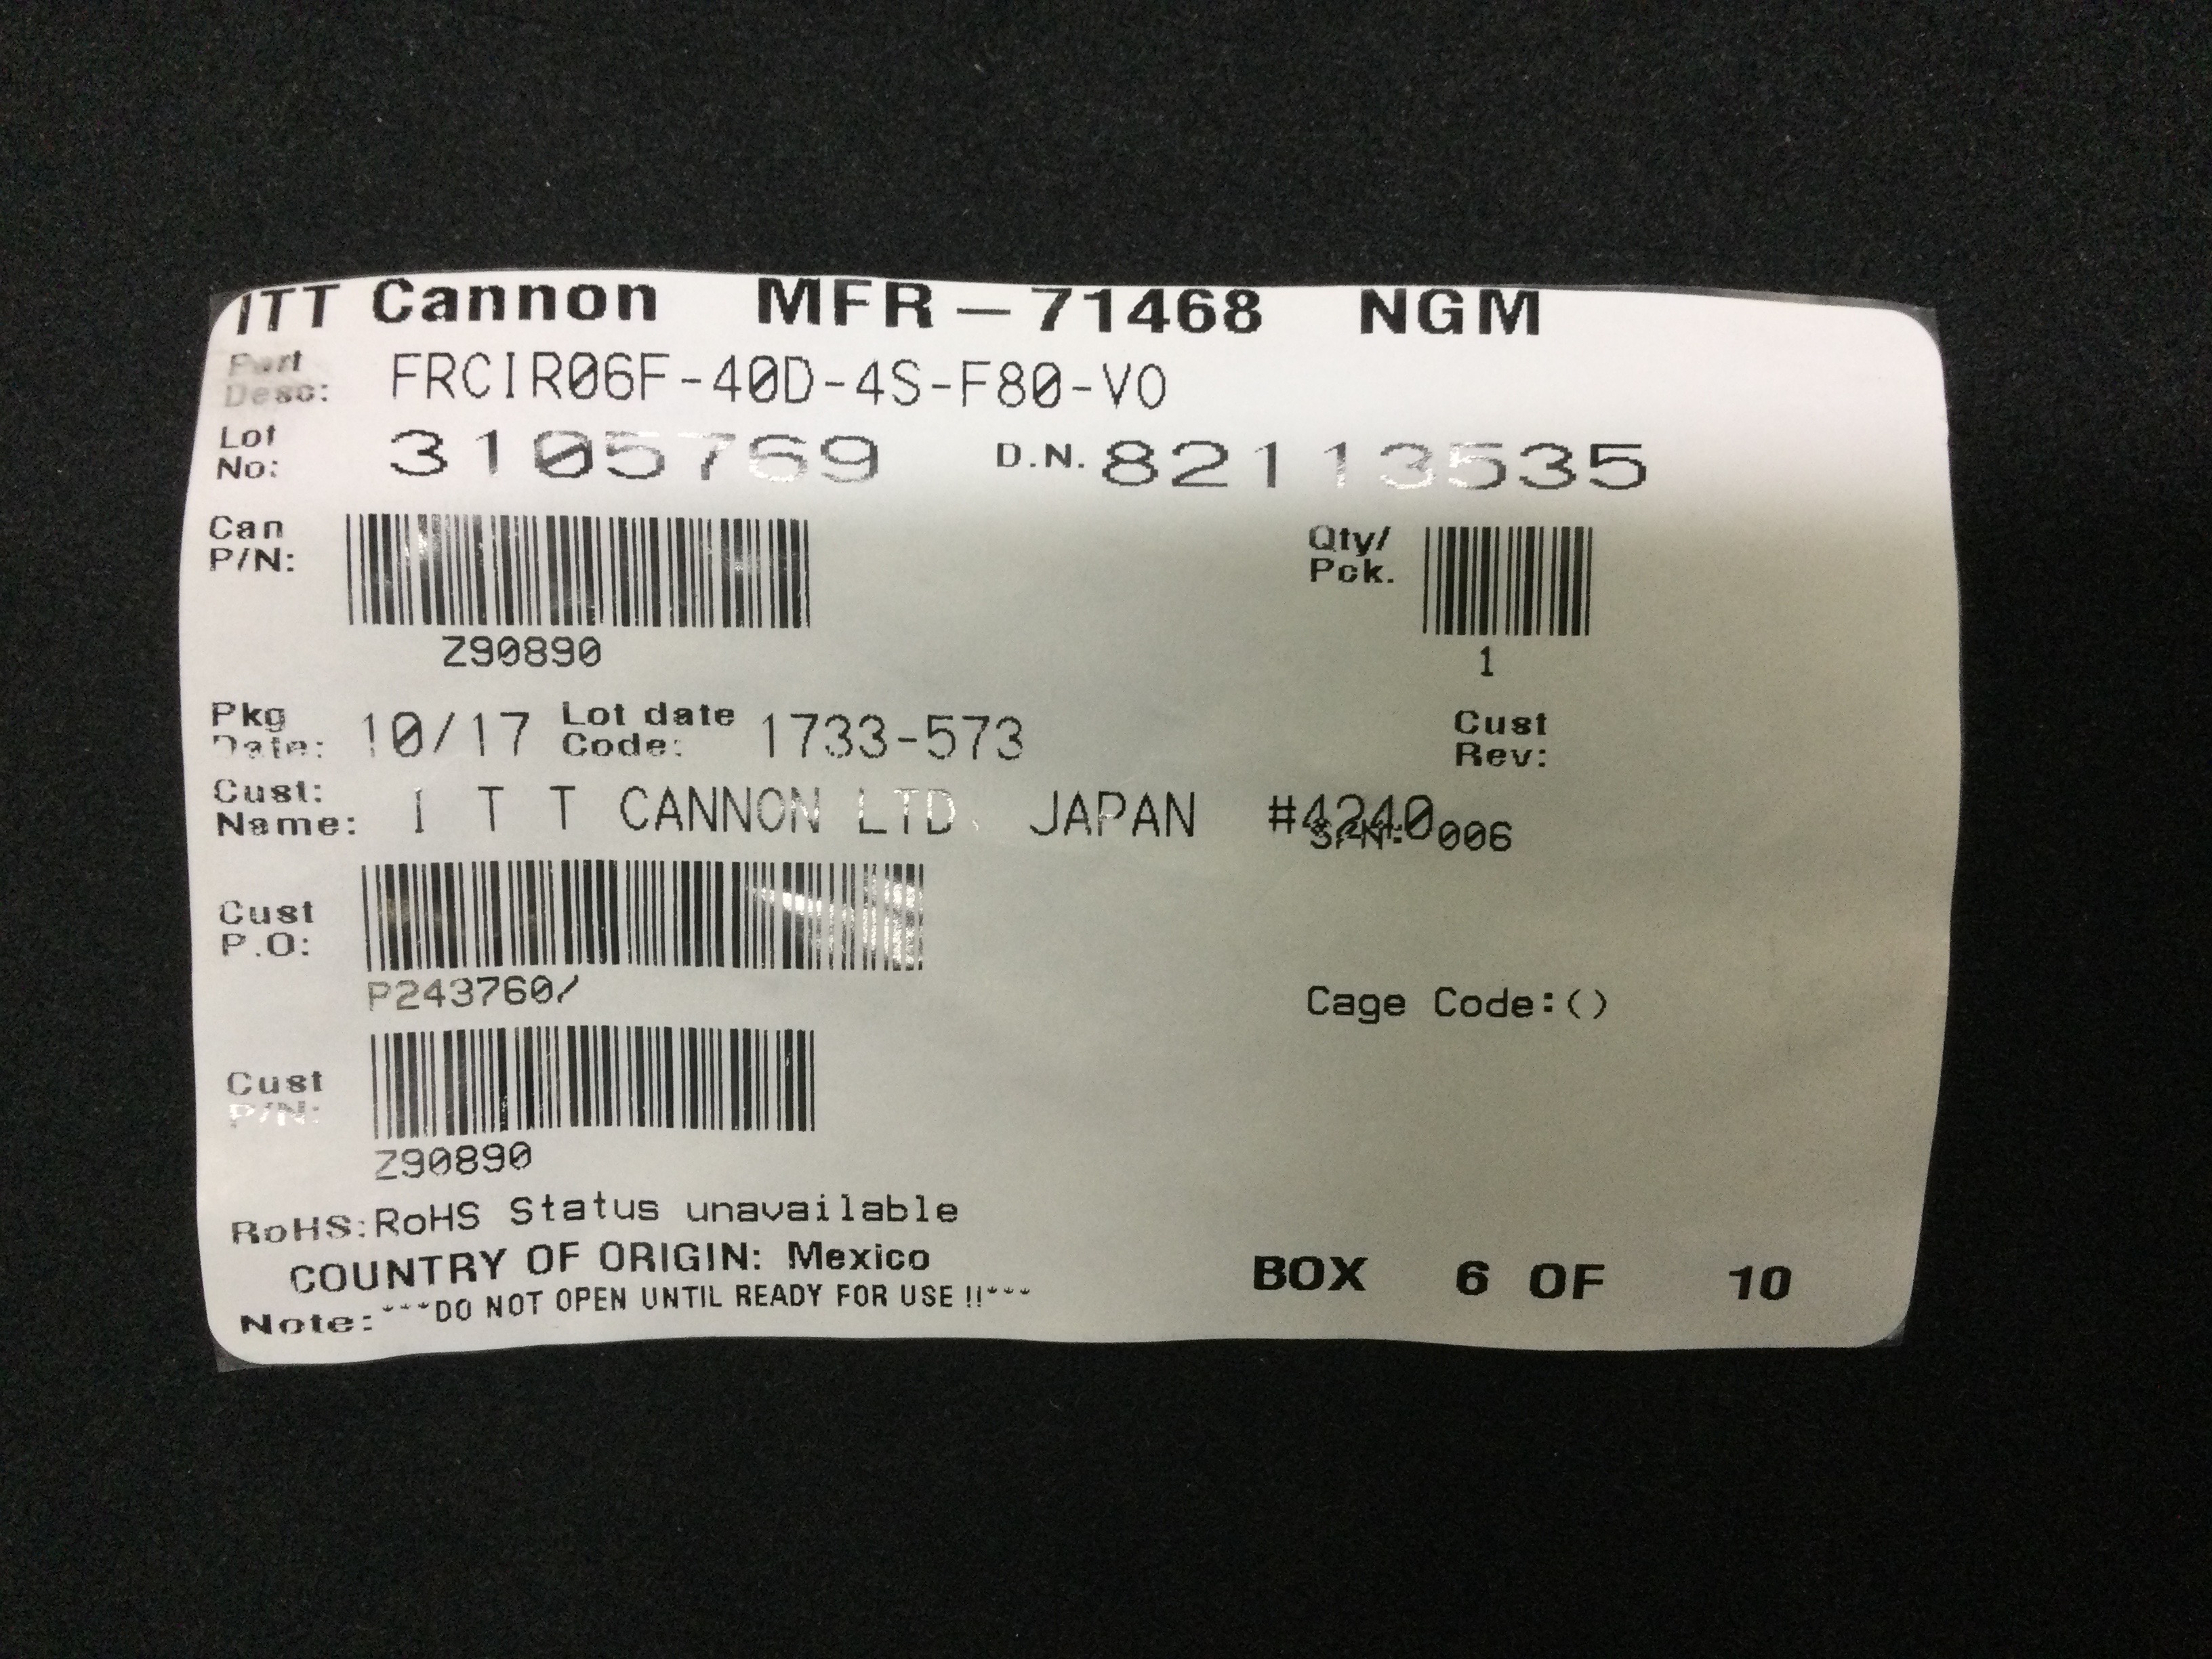 ITT Cannon MFR-71468 NGM
Part FRCIR06F-40D-4S-F80-V0
Desc:
Lot 3105769 D.N. 82113535
No:
Can Qty/
P/N: Pck.
Z90890 1
Pkg 10/17 Lot date 1733-573 Cust
Date: Code: Rev:
Cust: I T T CANNON LTD. JAPAN #4240
Name: S/N: 006
Cust
P.O:
P243760/ Cage Code:()
Cust
P/N:
Z90890
RoHS:RoHS Status unavailable
COUNTRY OF ORIGIN: Mexico BOX 6 OF 10
Note:***DO NOT OPEN UNTIL READY FOR USE !!***